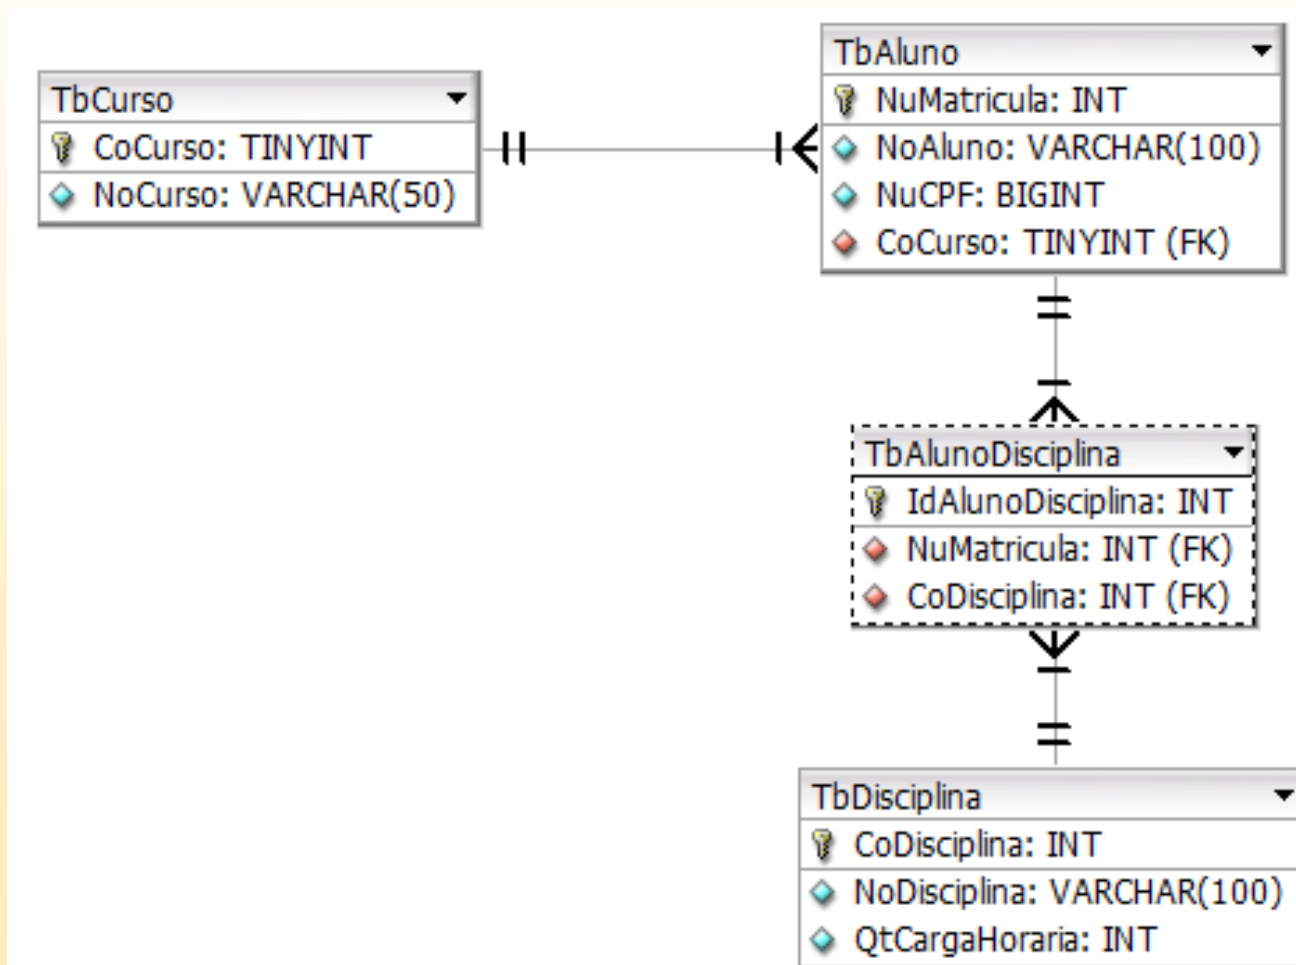 TbCurso
CoCurso: TINYINT
NoCurso: VARCHAR(50)
TbAluno
NuMatricula: INT
NoAluno: VARCHAR(100)
NuCPF: BIGINT
CoCurso: TINYINT (FK)
TbAlunoDisciplina
IdAlunoDisciplina: INT
NuMatricula: INT (FK)
CoDisciplina: INT (FK)
TbDisciplina
CoDisciplina: INT
NoDisciplina: VARCHAR(100)
QtCargaHoraria: INT